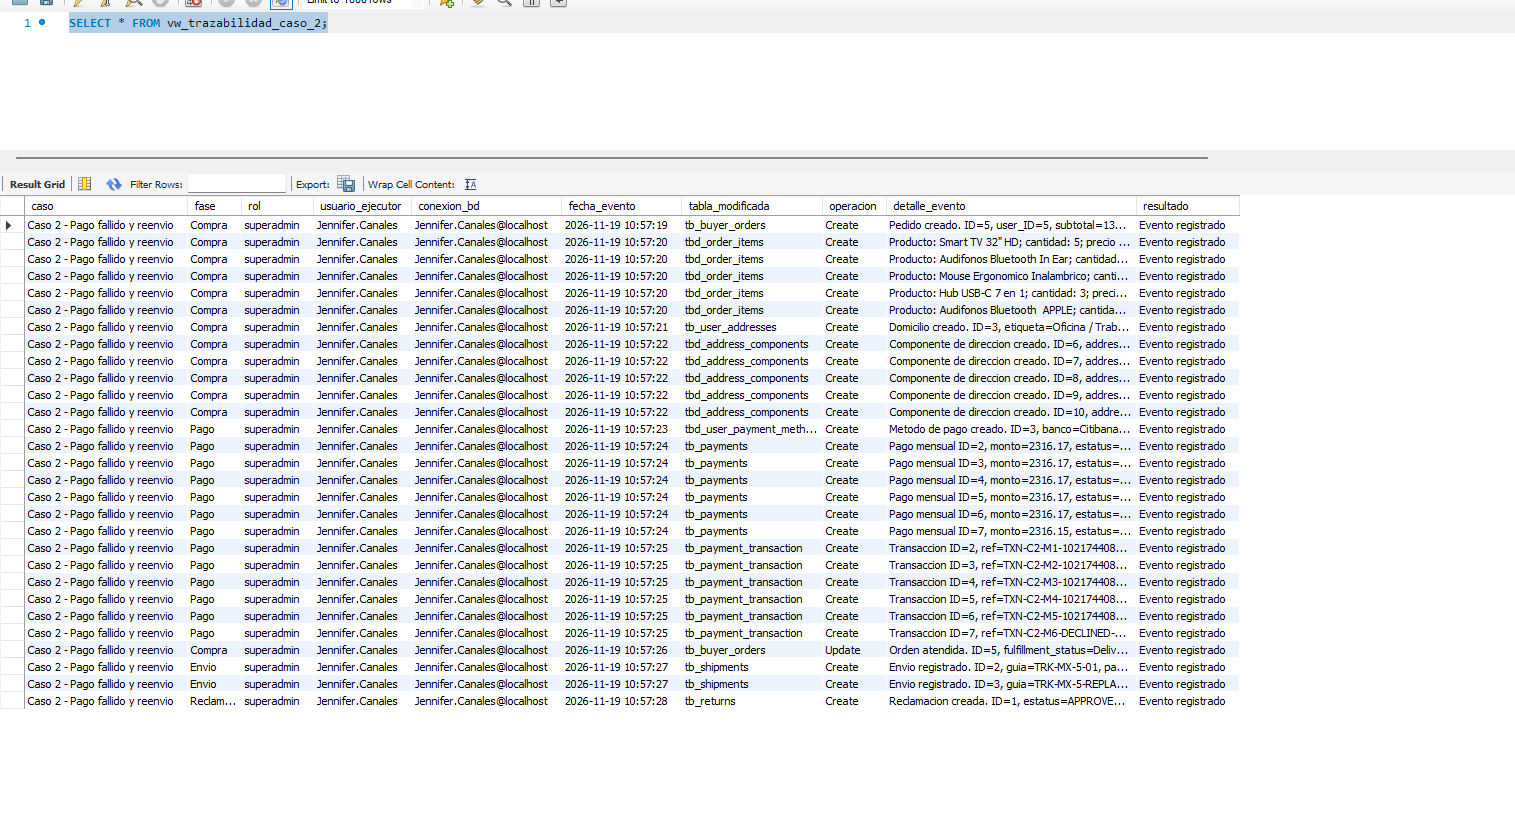 Limit to 1000 rows
1 SELECT * FROM vw_trazabilidad_caso_2;
Result Grid Filter Rows: Export: Wrap Cell Content:
caso fase rol usuario_ejecutor conexion_bd fecha_evento tabla_modificada operacion detalle_evento resultado
Caso 2 - Pago fallido y reenvio Compra superadmin Jennifer.Canales Jennifer.Canales@localhost 2026-11-19 10:57:19 tb_buyer_orders Create Pedido creado. ID=5, user_ID=5, subtotal=13... Evento registrado
Caso 2 - Pago fallido y reenvio Compra superadmin Jennifer.Canales Jennifer.Canales@localhost 2026-11-19 10:57:20 tbd_order_items Create Producto: Smart TV 32" HD; cantidad: 5; precio ... Evento registrado
Caso 2 - Pago fallido y reenvio Compra superadmin Jennifer.Canales Jennifer.Canales@localhost 2026-11-19 10:57:20 tbd_order_items Create Producto: Audifonos Bluetooth In Ear; cantidad... Evento registrado
Caso 2 - Pago fallido y reenvio Compra superadmin Jennifer.Canales Jennifer.Canales@localhost 2026-11-19 10:57:20 tbd_order_items Create Producto: Mouse Ergonomico Inalambrico; canti... Evento registrado
Caso 2 - Pago fallido y reenvio Compra superadmin Jennifer.Canales Jennifer.Canales@localhost 2026-11-19 10:57:20 tbd_order_items Create Producto: Hub USB-C 7 en 1; cantidad: 3; preci... Evento registrado
Caso 2 - Pago fallido y reenvio Compra superadmin Jennifer.Canales Jennifer.Canales@localhost 2026-11-19 10:57:20 tbd_order_items Create Producto: Audifonos Bluetooth APPLE; cantida... Evento registrado
Caso 2 - Pago fallido y reenvio Compra superadmin Jennifer.Canales Jennifer.Canales@localhost 2026-11-19 10:57:21 tb_user_addresses Create Domicilio creado. ID=3, etiqueta=Oficina / Trab... Evento registrado
Caso 2 - Pago fallido y reenvio Compra superadmin Jennifer.Canales Jennifer.Canales@localhost 2026-11-19 10:57:22 tbd_address_components Create Componente de direccion creado. ID=6, addres... Evento registrado
Caso 2 - Pago fallido y reenvio Compra superadmin Jennifer.Canales Jennifer.Canales@localhost 2026-11-19 10:57:22 tbd_address_components Create Componente de direccion creado. ID=7, addres... Evento registrado
Caso 2 - Pago fallido y reenvio Compra superadmin Jennifer.Canales Jennifer.Canales@localhost 2026-11-19 10:57:22 tbd_address_components Create Componente de direccion creado. ID=8, addres... Evento registrado
Caso 2 - Pago fallido y reenvio Compra superadmin Jennifer.Canales Jennifer.Canales@localhost 2026-11-19 10:57:22 tbd_address_components Create Componente de direccion creado. ID=9, addres... Evento registrado
Caso 2 - Pago fallido y reenvio Compra superadmin Jennifer.Canales Jennifer.Canales@localhost 2026-11-19 10:57:22 tbd_address_components Create Componente de direccion creado. ID=10, addre... Evento registrado
Caso 2 - Pago fallido y reenvio Pago superadmin Jennifer.Canales Jennifer.Canales@localhost 2026-11-19 10:57:23 tbd_user_payment_meth... Create Metodo de pago creado. ID=3, banco=Citibana... Evento registrado
Caso 2 - Pago fallido y reenvio Pago superadmin Jennifer.Canales Jennifer.Canales@localhost 2026-11-19 10:57:24 tb_payments Create Pago mensual ID=2, monto=2316.17, estatus=... Evento registrado
Caso 2 - Pago fallido y reenvio Pago superadmin Jennifer.Canales Jennifer.Canales@localhost 2026-11-19 10:57:24 tb_payments Create Pago mensual ID=3, monto=2316.17, estatus=... Evento registrado
Caso 2 - Pago fallido y reenvio Pago superadmin Jennifer.Canales Jennifer.Canales@localhost 2026-11-19 10:57:24 tb_payments Create Pago mensual ID=4, monto=2316.17, estatus=... Evento registrado
Caso 2 - Pago fallido y reenvio Pago superadmin Jennifer.Canales Jennifer.Canales@localhost 2026-11-19 10:57:24 tb_payments Create Pago mensual ID=5, monto=2316.17, estatus=... Evento registrado
Caso 2 - Pago fallido y reenvio Pago superadmin Jennifer.Canales Jennifer.Canales@localhost 2026-11-19 10:57:24 tb_payments Create Pago mensual ID=6, monto=2316.17, estatus=... Evento registrado
Caso 2 - Pago fallido y reenvio Pago superadmin Jennifer.Canales Jennifer.Canales@localhost 2026-11-19 10:57:24 tb_payments Create Pago mensual ID=7, monto=2316.15, estatus=... Evento registrado
Caso 2 - Pago fallido y reenvio Pago superadmin Jennifer.Canales Jennifer.Canales@localhost 2026-11-19 10:57:25 tb_payment_transaction Create Transaccion ID=2, ref=TXN-C2-M1-102174408... Evento registrado
Caso 2 - Pago fallido y reenvio Pago superadmin Jennifer.Canales Jennifer.Canales@localhost 2026-11-19 10:57:25 tb_payment_transaction Create Transaccion ID=3, ref=TXN-C2-M2-102174408... Evento registrado
Caso 2 - Pago fallido y reenvio Pago superadmin Jennifer.Canales Jennifer.Canales@localhost 2026-11-19 10:57:25 tb_payment_transaction Create Transaccion ID=4, ref=TXN-C2-M3-102174408... Evento registrado
Caso 2 - Pago fallido y reenvio Pago superadmin Jennifer.Canales Jennifer.Canales@localhost 2026-11-19 10:57:25 tb_payment_transaction Create Transaccion ID=5, ref=TXN-C2-M4-102174408... Evento registrado
Caso 2 - Pago fallido y reenvio Pago superadmin Jennifer.Canales Jennifer.Canales@localhost 2026-11-19 10:57:25 tb_payment_transaction Create Transaccion ID=6, ref=TXN-C2-M5-102174408... Evento registrado
Caso 2 - Pago fallido y reenvio Pago superadmin Jennifer.Canales Jennifer.Canales@localhost 2026-11-19 10:57:25 tb_payment_transaction Create Transaccion ID=7, ref=TXN-C2-M6-DECLINED-... Evento registrado
Caso 2 - Pago fallido y reenvio Compra superadmin Jennifer.Canales Jennifer.Canales@localhost 2026-11-19 10:57:26 tb_buyer_orders Update Orden atendida. ID=5, fulfillment_status=Deliv... Evento registrado
Caso 2 - Pago fallido y reenvio Envio superadmin Jennifer.Canales Jennifer.Canales@localhost 2026-11-19 10:57:27 tb_shipments Create Envio registrado. ID=2, guia=TRK-MX-5-01, pa... Evento registrado
Caso 2 - Pago fallido y reenvio Envio superadmin Jennifer.Canales Jennifer.Canales@localhost 2026-11-19 10:57:27 tb_shipments Create Envio registrado. ID=3, guia=TRK-MX-5-REPLA... Evento registrado
Caso 2 - Pago fallido y reenvio Reclam... superadmin Jennifer.Canales Jennifer.Canales@localhost 2026-11-19 10:57:28 tb_returns Create Reclamacion creada. ID=1, estatus=APPROVE... Evento registrado